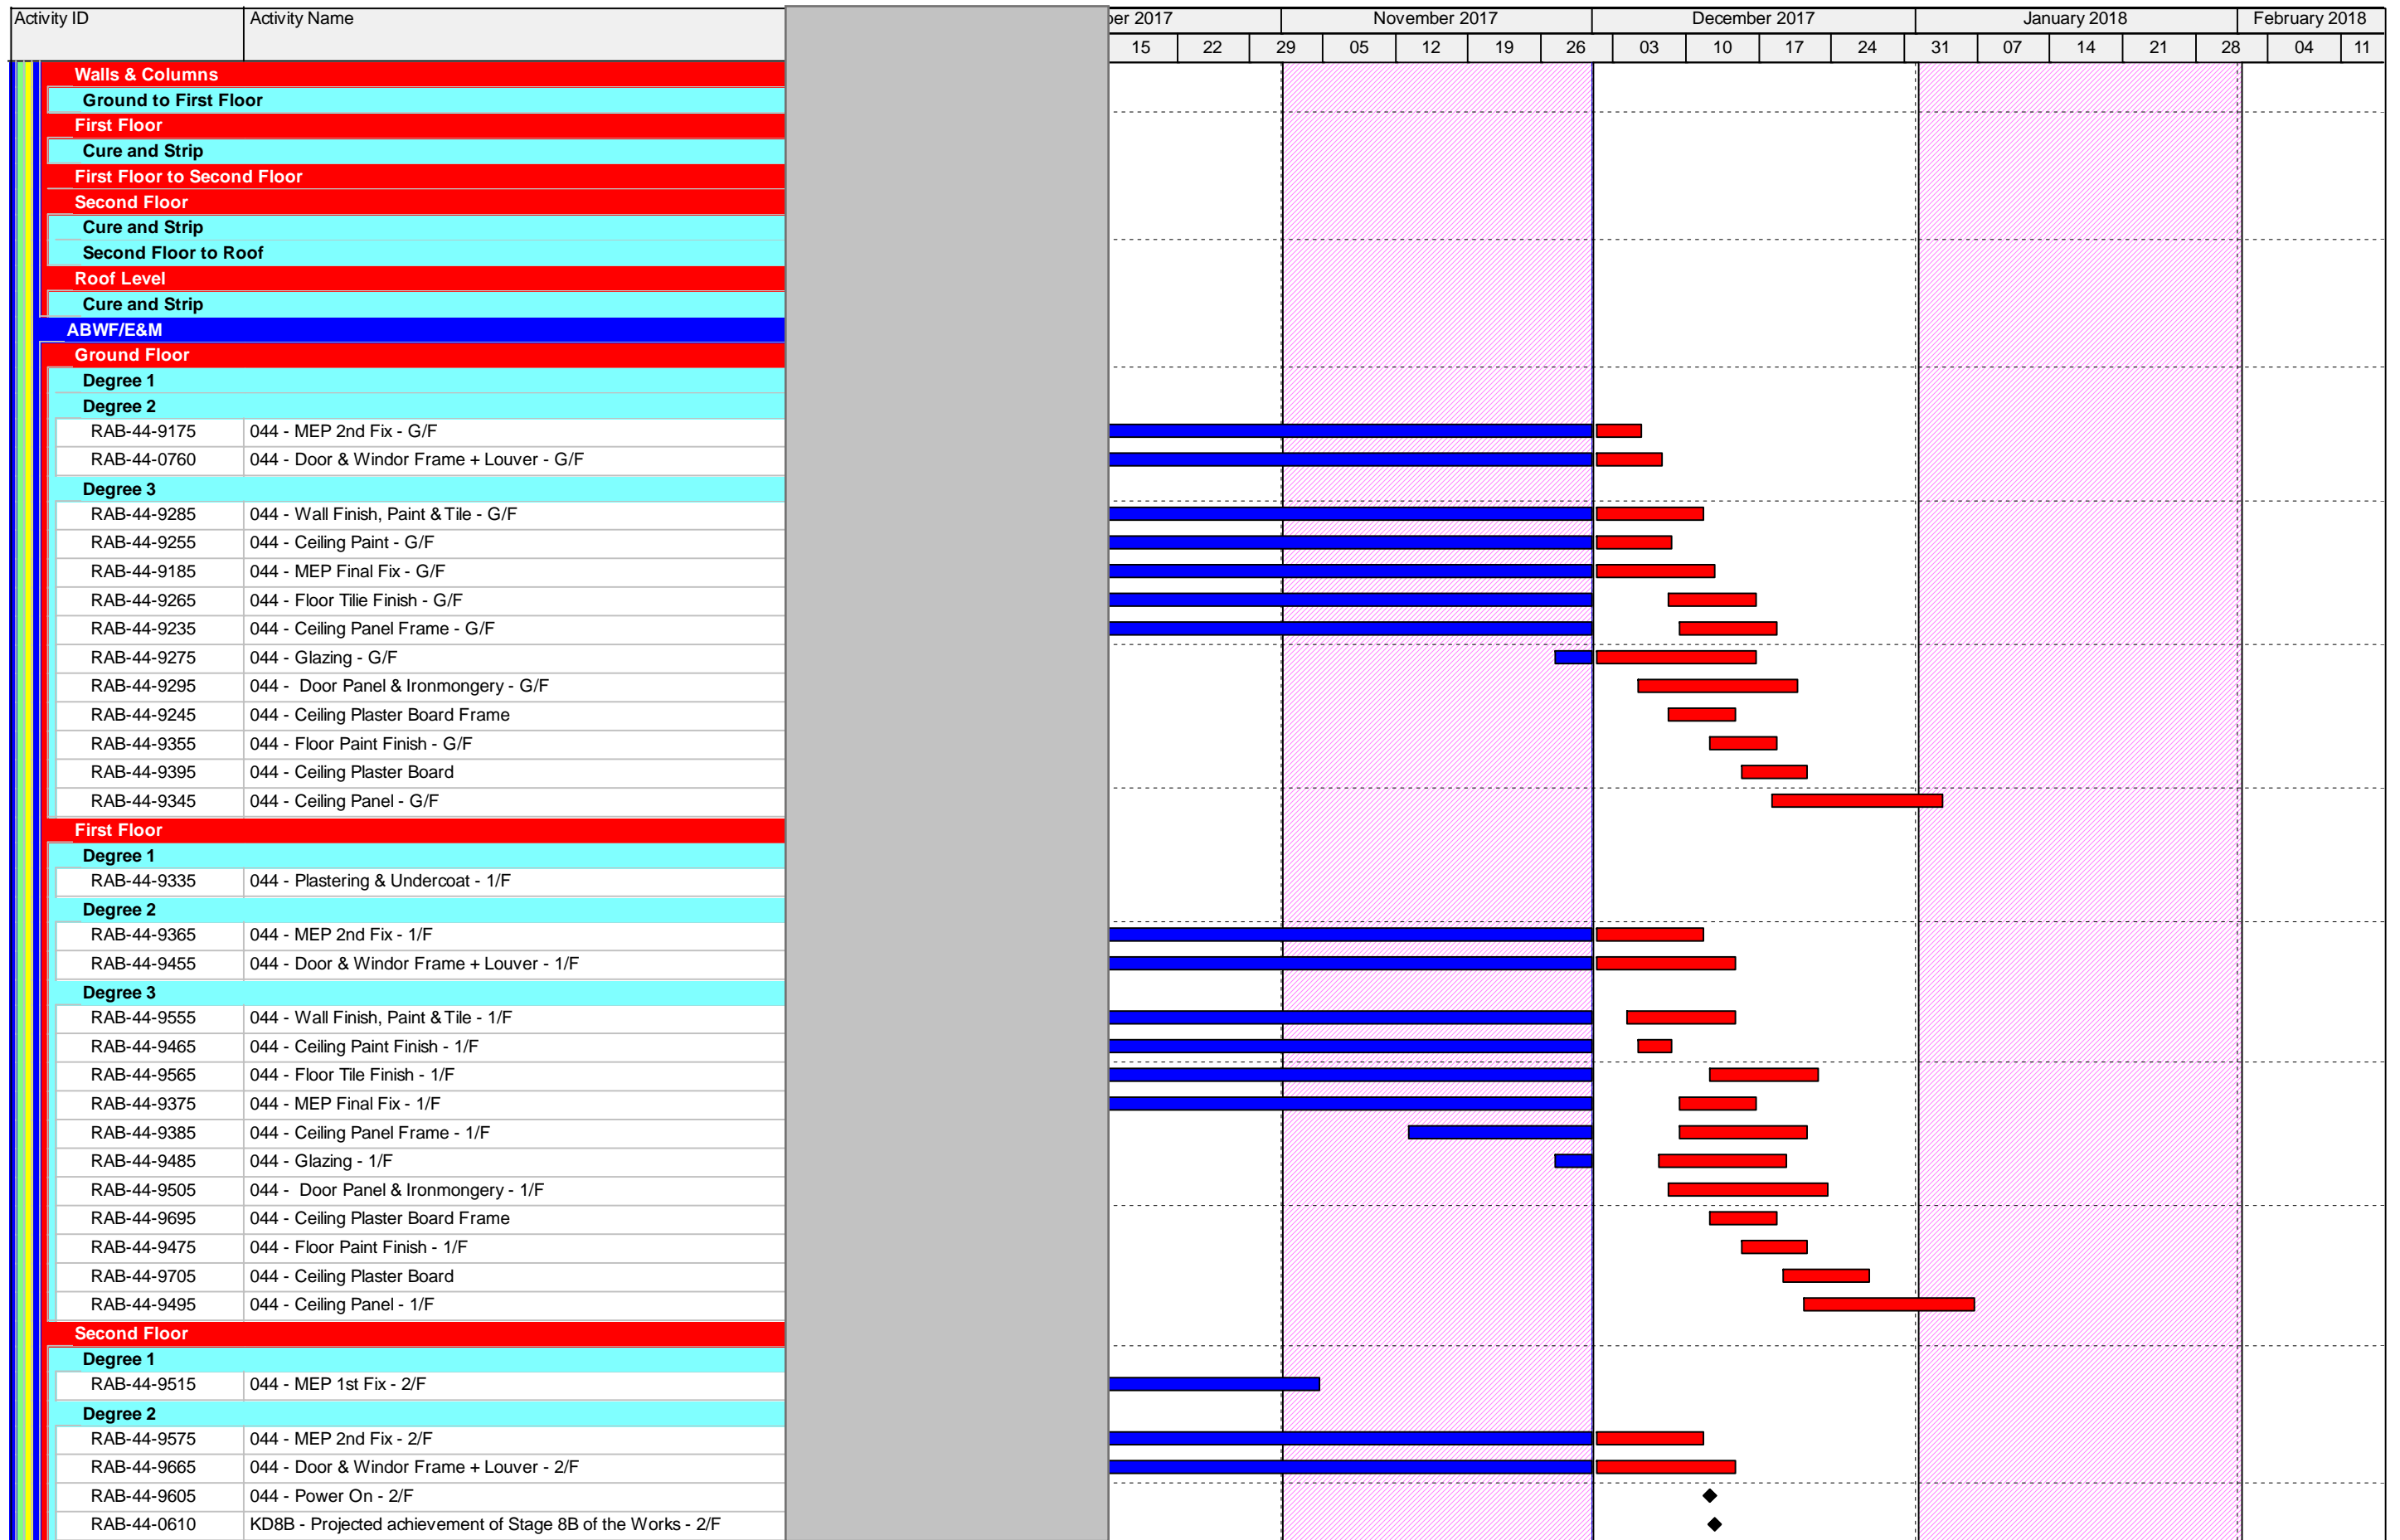 Activity ID Activity Name ber 2017 November 2017 December 2017 January 2018 February 2018
15 22 29 05 12 19 26 03 10 17 24 31 07 14 21 28 04 11
Walls & Columns
Ground to First Floor
First Floor
Cure and Strip
First Floor to Second Floor
Second Floor
Cure and Strip
Second Floor to Roof
Roof Level
Cure and Strip
ABWF/E&M
Ground Floor
Degree 1
Degree 2
RAB-44-9175 044 - MEP 2nd Fix - G/F
RAB-44-0760 044 - Door & Windor Frame + Louver - G/F
Degree 3
RAB-44-9285 044 - Wall Finish, Paint & Tile - G/F
RAB-44-9255 044 - Ceiling Paint - G/F
RAB-44-9185 044 - MEP Final Fix - G/F
RAB-44-9265 044 - Floor Tilie Finish - G/F
RAB-44-9235 044 - Ceiling Panel Frame - G/F
RAB-44-9275 044 - Glazing - G/F
RAB-44-9295 044 - Door Panel & Ironmongery - G/F
RAB-44-9245 044 - Ceiling Plaster Board Frame
RAB-44-9355 044 - Floor Paint Finish - G/F
RAB-44-9395 044 - Ceiling Plaster Board
RAB-44-9345 044 - Ceiling Panel - G/F
First Floor
Degree 1
RAB-44-9335 044 - Plastering & Undercoat - 1/F
Degree 2
RAB-44-9365 044 - MEP 2nd Fix - 1/F
RAB-44-9455 044 - Door & Windor Frame + Louver - 1/F
Degree 3
RAB-44-9555 044 - Wall Finish, Paint & Tile - 1/F
RAB-44-9465 044 - Ceiling Paint Finish - 1/F
RAB-44-9565 044 - Floor Tile Finish - 1/F
RAB-44-9375 044 - MEP Final Fix - 1/F
RAB-44-9385 044 - Ceiling Panel Frame - 1/F
RAB-44-9485 044 - Glazing - 1/F
RAB-44-9505 044 - Door Panel & Ironmongery - 1/F
RAB-44-9695 044 - Ceiling Plaster Board Frame
RAB-44-9475 044 - Floor Paint Finish - 1/F
RAB-44-9705 044 - Ceiling Plaster Board
RAB-44-9495 044 - Ceiling Panel - 1/F
Second Floor
Degree 1
RAB-44-9515 044 - MEP 1st Fix - 2/F
Degree 2
RAB-44-9575 044 - MEP 2nd Fix - 2/F
RAB-44-9665 044 - Door & Windor Frame + Louver - 2/F
RAB-44-9605 044 - Power On - 2/F
RAB-44-0610 KD8B - Projected achievement of Stage 8B of the Works - 2/F